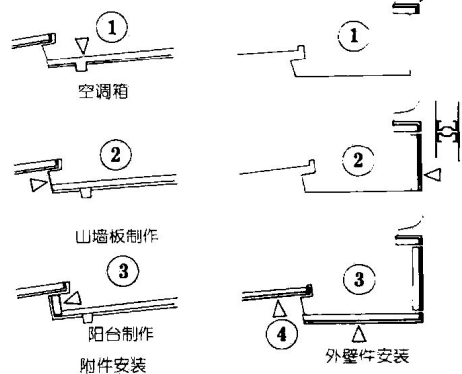 ① ①
空调箱
② ②
山墙板制作
③ ③
阳台制作 ④
附件安装 外壁件安装